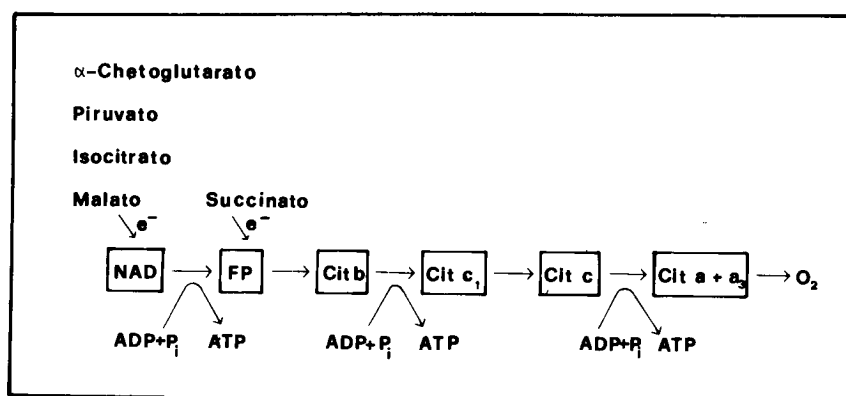 α-Chetoglutarato
Piruvato
Isocitrato
Malato Succinato
e⁻ e⁻
NAD FP Cit b Cit c₁ Cit c Cit a + a₃ O₂
ADP+Pᵢ ATP ADP+Pᵢ ATP ADP+Pᵢ ATP